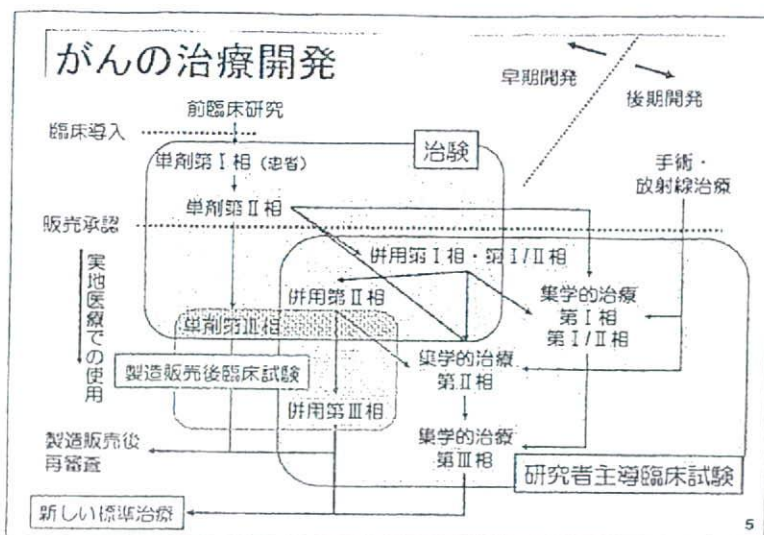 がんの治療開発
早期開発
後期開発
前臨床研究
臨床導入
治験
単剤第Ⅰ相（患者）
手術・
放射線治療
単剤第Ⅱ相
販売承認
併用第Ⅰ相・第Ⅰ/Ⅱ相
実地医療での使用
併用第Ⅱ相
集学的治療
第Ⅰ相
第Ⅰ/Ⅱ相
単剤第Ⅲ相
製造販売後臨床試験
集学的治療
第Ⅱ相
併用第Ⅲ相
製造販売後
再審査
集学的治療
第Ⅲ相
研究者主導臨床試験
新しい標準治療
5